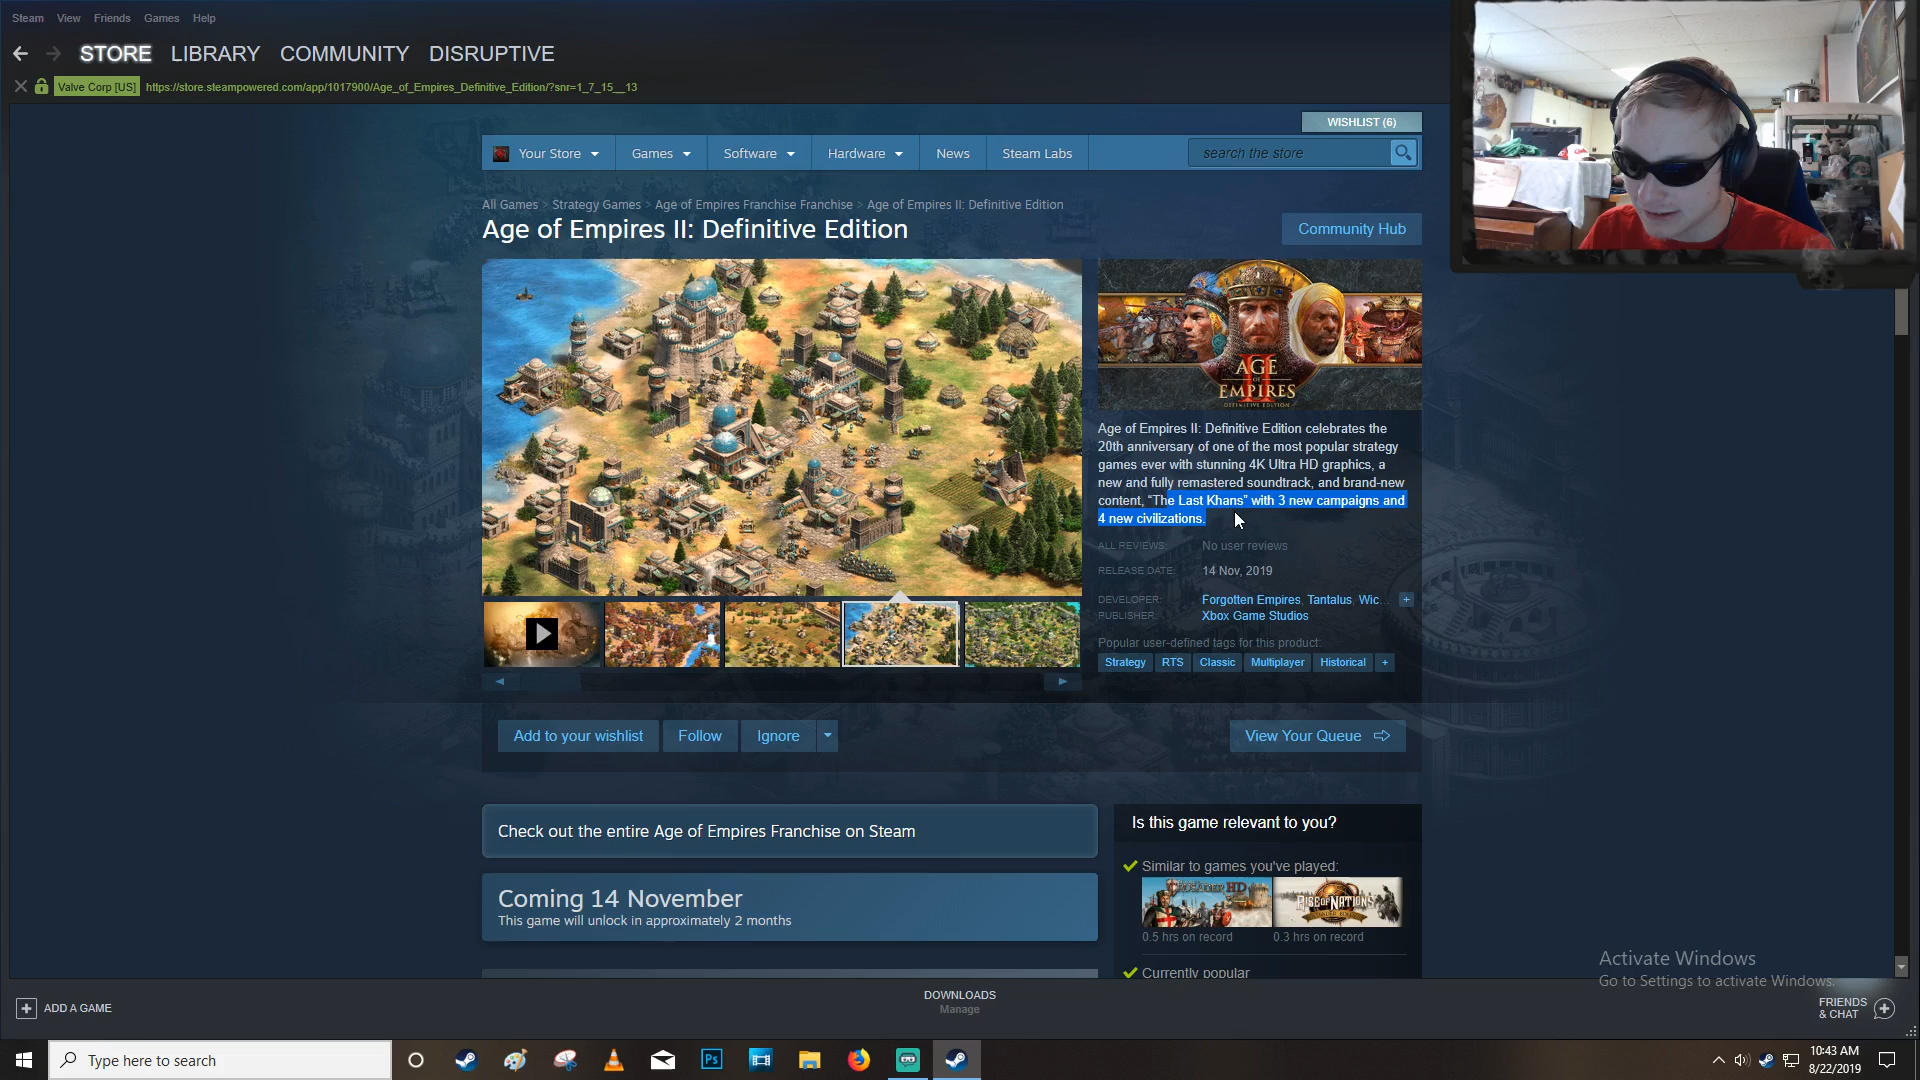 Steam View Friends Games Help
STORE LIBRARY COMMUNITY DISRUPTIVE
Valve Corp [US] https://store.steampowered.com/app/1017900/Age_of_Empires_Definitive_Edition/?snr=1_7_15__13
WISHLIST (6)
Your Store Games Software Hardware News Steam Labs search the store
All Games > Strategy Games > Age of Empires Franchise Franchise > Age of Empires II: Definitive Edition
Age of Empires II: Definitive Edition
Community Hub
AGE
OF
EMPIRES
II
DEFINITIVE EDITION
Age of Empires II: Definitive Edition celebrates the
20th anniversary of one of the most popular strategy
games ever with stunning 4K Ultra HD graphics, a
new and fully remastered soundtrack, and brand-new
content, “The Last Khans” with 3 new campaigns and
4 new civilizations.
ALL REVIEWS: No user reviews
RELEASE DATE: 14 Nov, 2019
DEVELOPER: Forgotten Empires, Tantalus, Wic... +
PUBLISHER: Xbox Game Studios
Popular user-defined tags for this product:
Strategy RTS Classic Multiplayer Historical +
Add to your wishlist Follow Ignore View Your Queue
Check out the entire Age of Empires Franchise on Steam
Is this game relevant to you?
Coming 14 November
This game will unlock in approximately 2 months
Similar to games you've played:
CRUSADER HD
RISE OF NATIONS
0.5 hrs on record 0.3 hrs on record
Currently popular
Activate Windows
Go to Settings to activate Windows.
ADD A GAME
DOWNLOADS
Manage
FRIENDS
& CHAT
Type here to search
Ps
10:43 AM
8/22/2019